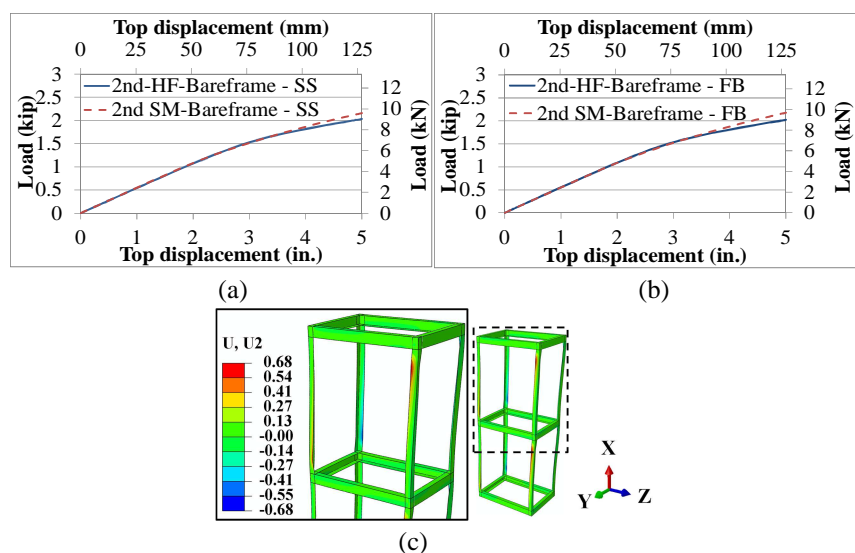 Top displacement (mm)
0 25 50 75 100 125
3
2.5
2
1.5
1
0.5
0
Load (kip)
2nd-HF-Bareframe - SS
2nd SM-Bareframe - SS
12
10
8
6
4
2
0
Load (kN)
0 1 2 3 4 5
Top displacement (in.)
(a)
Top displacement (mm)
0 25 50 75 100 125
3
2.5
2
1.5
1
0.5
0
Load (kip)
2nd-HF-Bareframe - FB
2nd SM-Bareframe - FB
12
10
8
6
4
2
0
Load (kN)
0 1 2 3 4 5
Top displacement (in.)
(b)
U, U2
0.68
0.54
0.41
0.27
0.13
-0.00
-0.14
-0.27
-0.41
-0.55
-0.68
X
Y
Z
(c)